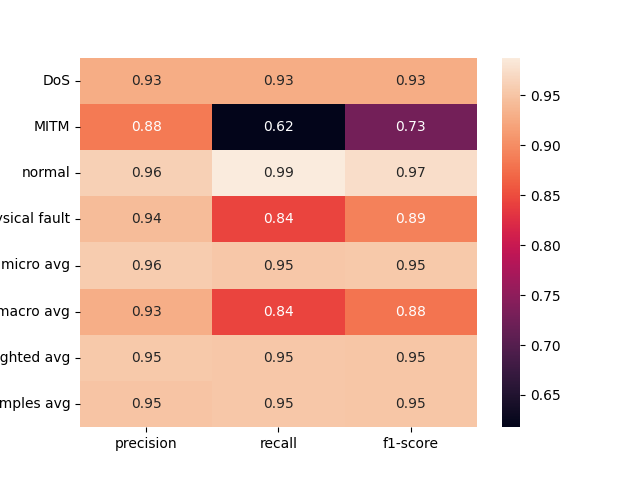 DoS 0.93 0.93 0.93
MITM 0.88 0.62 0.73
normal 0.96 0.99 0.97
ysical fault 0.94 0.84 0.89
micro avg 0.96 0.95 0.95
macro avg 0.93 0.84 0.88
ghted avg 0.95 0.95 0.95
mples avg 0.95 0.95 0.95
precision recall f1-score
0.95
0.90
0.85
0.80
0.75
0.70
0.65